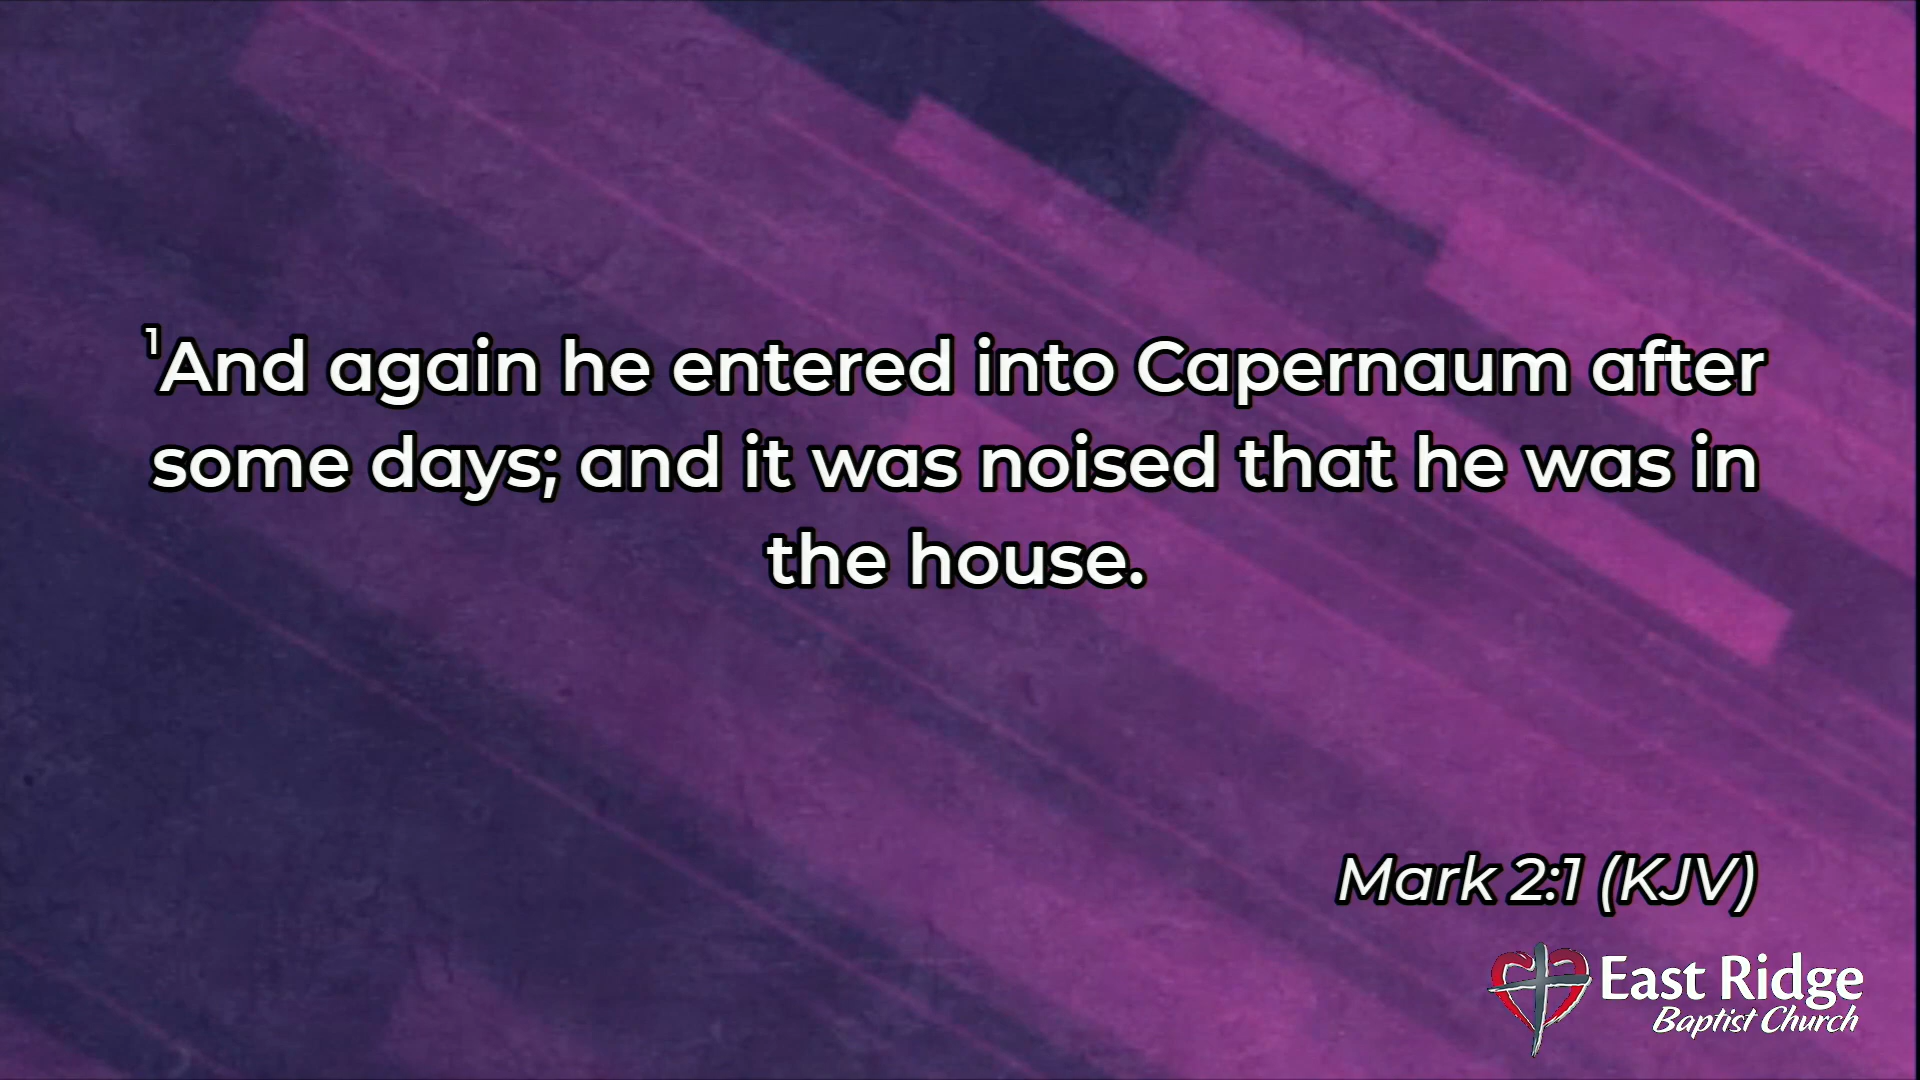 ¹And again he entered into Capernaum after
some days; and it was noised that he was in
the house.
Mark 2:1 (KJV)
East Ridge
Baptist Church